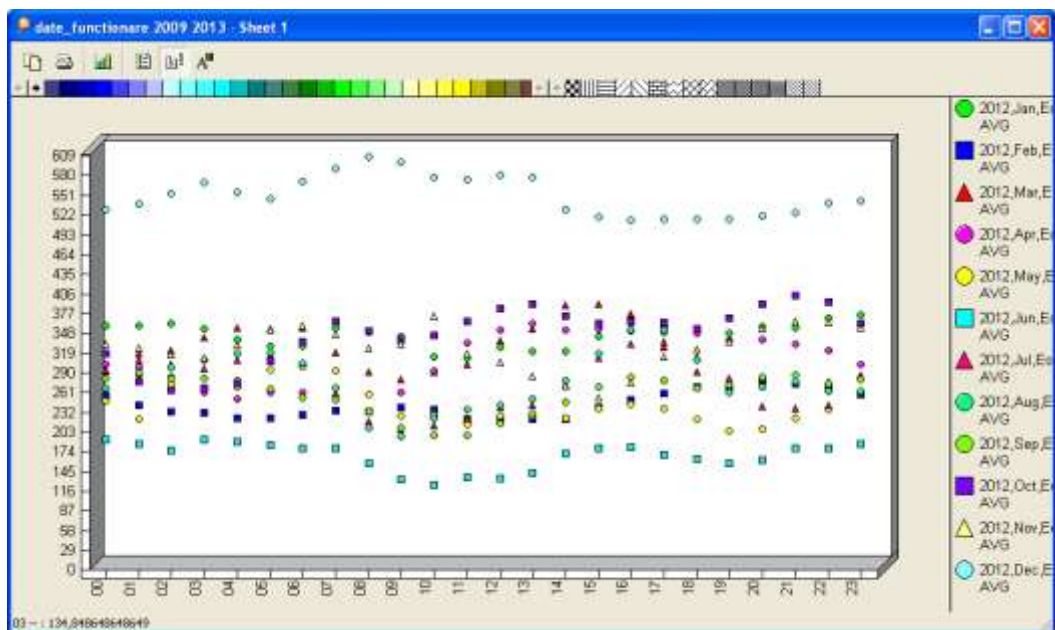 date_functionare 2009 2013 - Sheet 1
609
580
551
522
493
464
435
406
377
348
319
290
261
232
203
174
145
116
87
58
29
0
00 01 02 03 04 05 06 07 08 09 10 11 12 13 14 15 16 17 18 19 20 21 22 23
2012,Jan,E
AVG
2012,Feb,E
AVG
2012,Mar,E
AVG
2012,Apr,E
AVG
2012,May,E
AVG
2012,Jun,E
AVG
2012,Jul,E
AVG
2012,Aug,E
AVG
2012,Sep,E
AVG
2012,Oct,E
AVG
2012,Nov,E
AVG
2012,Dec,E
AVG
03 -- : 134,848648648649